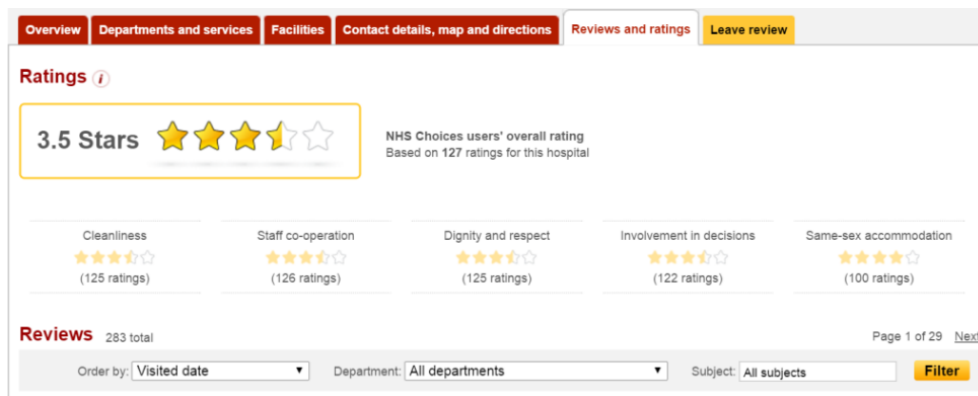 Overview Departments and services Facilities Contact details, map and directions Reviews and ratings Leave review
Ratings i
3.5 Stars
NHS Choices users' overall rating
Based on 127 ratings for this hospital
Cleanliness Staff co-operation Dignity and respect Involvement in decisions Same-sex accommodation
(125 ratings) (126 ratings) (125 ratings) (122 ratings) (100 ratings)
Reviews 283 total Page 1 of 29 Next
Order by: Visited date Department: All departments Subject: All subjects Filter